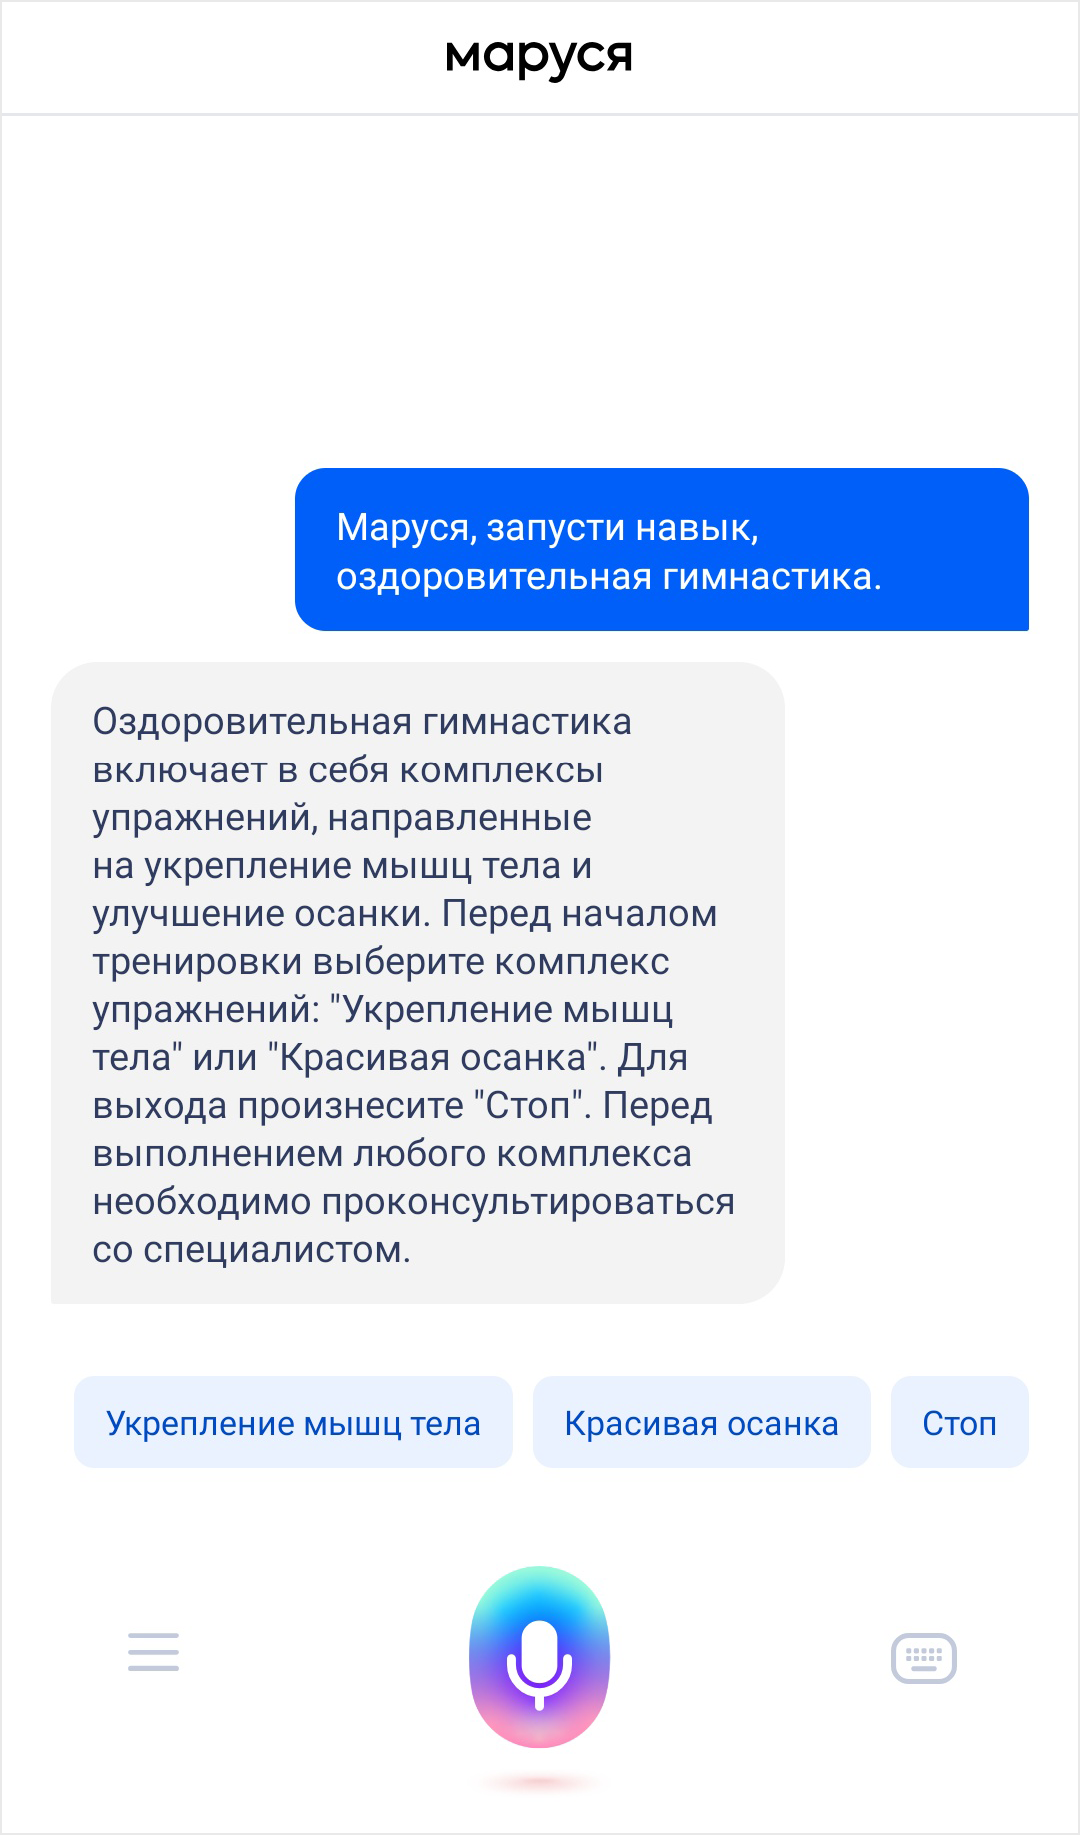 маруся
Маруся, запусти навык,
оздоровительная гимнастика.
Оздоровительная гимнастика
включает в себя комплексы
упражнений, направленные
на укрепление мышц тела и
улучшение осанки. Перед началом
тренировки выберите комплекс
упражнений: "Укрепление мышц
тела" или "Красивая осанка". Для
выхода произнесите "Стоп". Перед
выполнением любого комплекса
необходимо проконсультироваться
со специалистом.
Укрепление мышц тела
Красивая осанка
Стоп